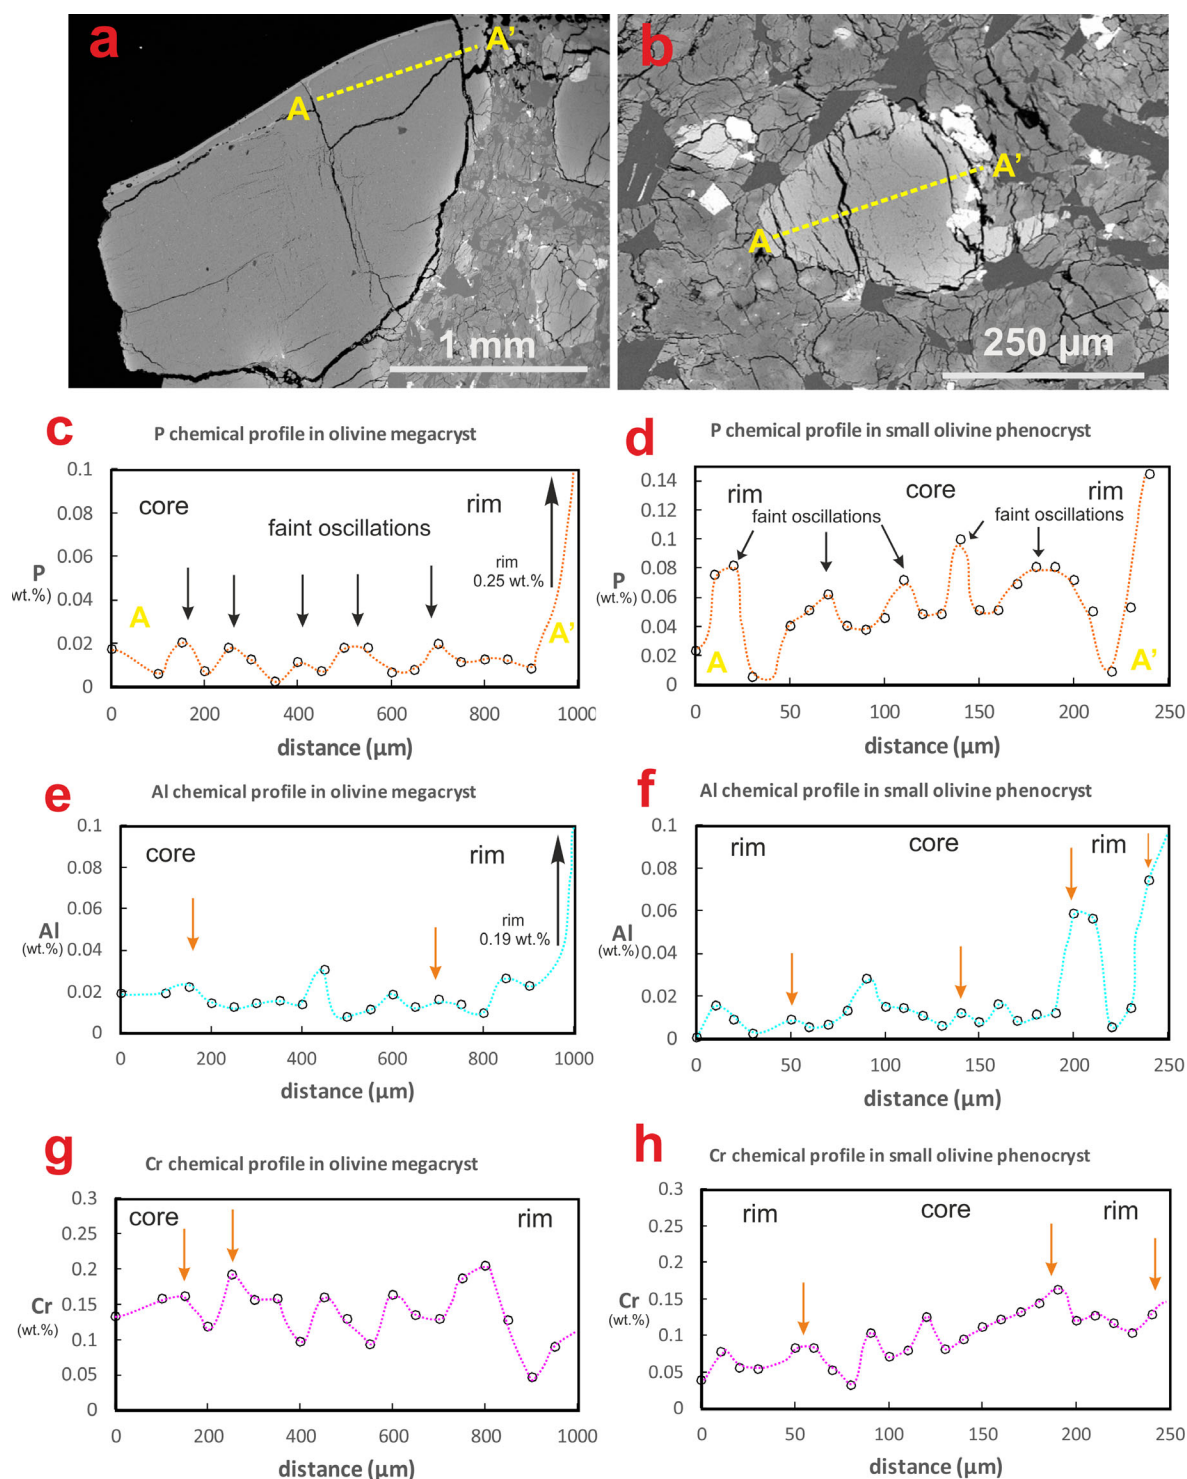 a
A
A'
1 mm
b
A
A'
250 µm
c
P chemical profile in olivine megacryst
0.1
0.08
0.06
0.04
0.02
0
P
(wt.%)
core
rim
faint oscillations
rim
0.25 wt.%
A
A'
0
200
400
600
800
1000
distance (µm)
d
P chemical profile in small olivine phenocryst
0.14
0.12
0.1
0.08
0.06
0.04
0.02
0
P
(wt.%)
rim
core
rim
faint oscillations
faint oscillations
A
A'
0
50
100
150
200
250
distance (µm)
e
Al chemical profile in olivine megacryst
0.1
0.08
0.06
0.04
0.02
0
Al
(wt.%)
core
rim
rim
0.19 wt.%
0
200
400
600
800
1000
distance (µm)
f
Al chemical profile in small olivine phenocryst
0.1
0.08
0.06
0.04
0.02
0
Al
(wt.%)
rim
core
rim
0
50
100
150
200
250
distance (µm)
g
Cr chemical profile in olivine megacryst
0.3
0.25
0.2
0.15
0.1
0.05
0
Cr
(wt.%)
core
rim
0
200
400
600
800
1000
distance (µm)
h
Cr chemical profile in small olivine phenocryst
0.3
0.25
0.2
0.15
0.1
0.05
0
Cr
(wt.%)
rim
core
rim
0
50
100
150
200
250
distance (µm)